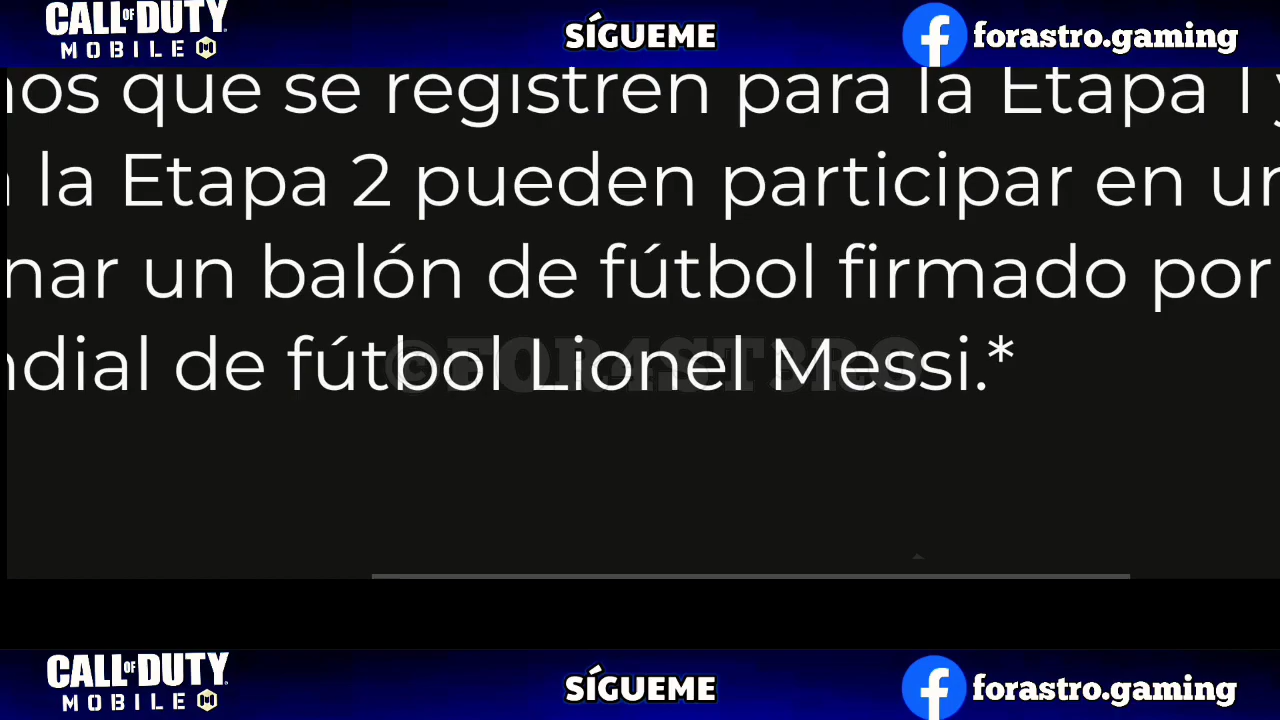 CALL OF DUTY
MOBILE
SÍGUEME
forastro.gaming
nos que se registren para la Etapa 1 y
la Etapa 2 pueden participar en un
nar un balón de fútbol firmado por
ndial de fútbol Lionel Messi.*
©FOR4ST3RO
CALL OF DUTY
MOBILE
SÍGUEME
forastro.gaming